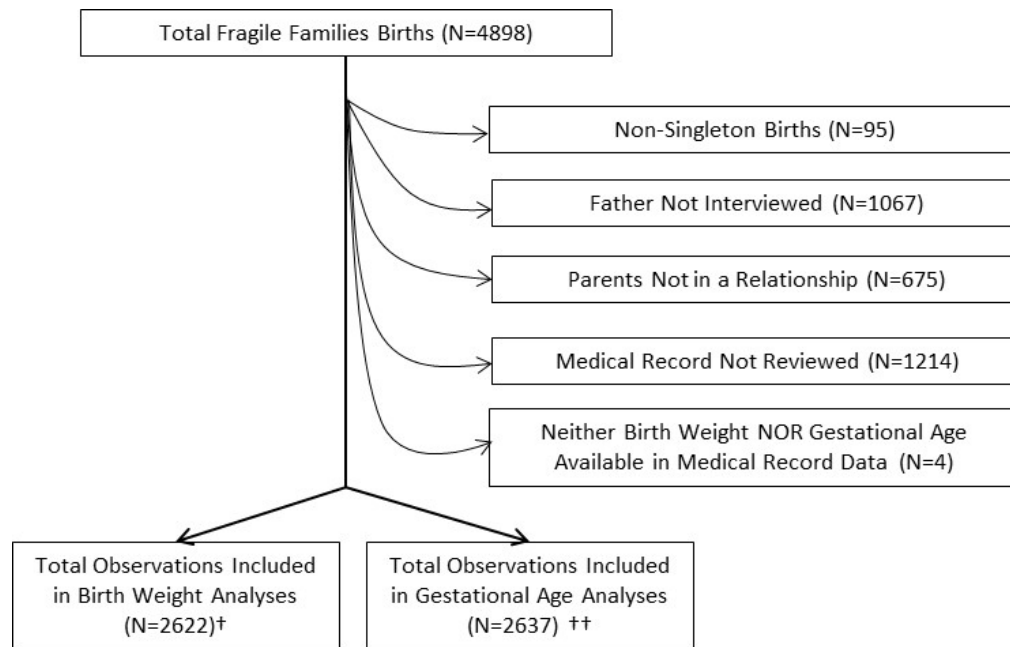 Total Fragile Families Births (N=4898)
Non-Singleton Births (N=95)
Father Not Interviewed (N=1067)
Parents Not in a Relationship (N=675)
Medical Record Not Reviewed (N=1214)
Neither Birth Weight NOR Gestational Age
Available in Medical Record Data (N=4)
Total Observations Included
in Birth Weight Analyses
(N=2622)†
Total Observations Included
in Gestational Age Analyses
(N=2637) ††